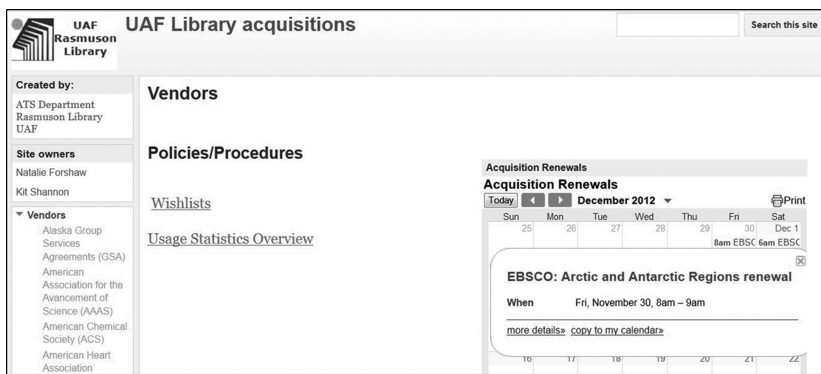 UAF
Rasmuson
Library
UAF Library acquisitions
Search this site
Created by:
ATS Department
Rasmuson Library
UAF
Site owners
Natalie Forshaw
Kit Shannon
Vendors
Alaska Group
Services
Agreements (GSA)
American
Association for the
Avancement of
Science (AAAS)
American Chemical
Society (ACS)
American Heart
Association
Vendors
Policies/Procedures
Wishlists
Usage Statistics Overview
Acquisition Renewals
Acquisition Renewals
Today December 2012 Print
Sun Mon Tue Wed Thu Fri Sat
25 26 27 28 29 30 Dec 1
8am EBSC 6am EBSC
EBSCO: Arctic and Antarctic Regions renewal
When Fri, November 30, 8am – 9am
more details» copy to my calendar»
16 17 18 19 20 21 22